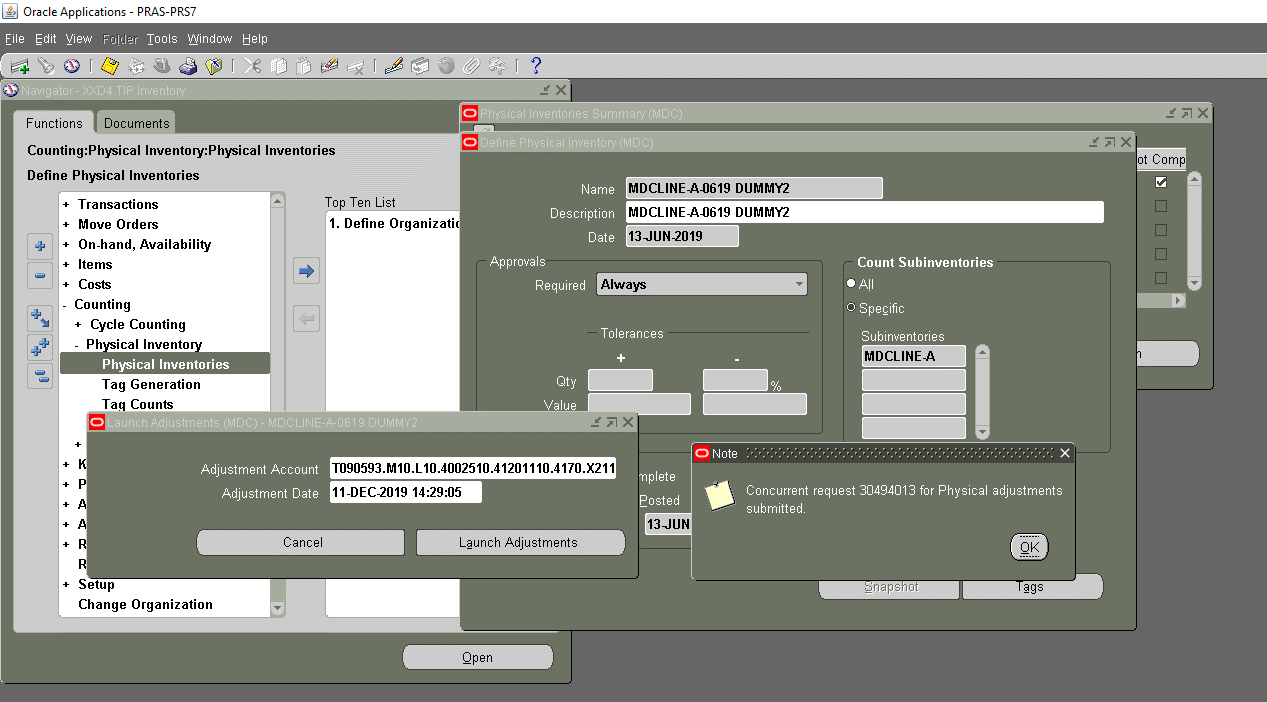 Oracle Applications - PRAS-PRS7
File Edit View Folder Tools Window Help
Navigator - XXD4 TIP Inventory
Functions Documents
Counting:Physical Inventory:Physical Inventories
Define Physical Inventories
+ Transactions
+ Move Orders
+ On-hand, Availability
+ Items
+ Costs
- Counting
+ Cycle Counting
- Physical Inventory
Physical Inventories
Tag Generation
Tag Counts
+
+ K
+ P
+ A
+ A
+ R
R
+ Setup
Change Organization
Top Ten List
1. Define Organizatio
Open
Physical Inventories Summary (MDC)
ot Comp
n
Define Physical Inventory (MDC)
Name MDCLINE-A-0619 DUMMY2
Description MDCLINE-A-0619 DUMMY2
Date 13-JUN-2019
Approvals
Required Always
Tolerances
+ -
Qty %
Value
Count Subinventories
All
Specific
Subinventories
MDCLINE-A
mplete
Posted
13-JUN
Snapshot Tags
Launch Adjustments (MDC) - MDCLINE-A-0619 DUMMY2
Adjustment Account T090593.M10.L10.4002510.41201110.4170.X211
Adjustment Date 11-DEC-2019 14:29:05
Cancel Launch Adjustments
Note
Concurrent request 30494013 for Physical adjustments
submitted.
OK